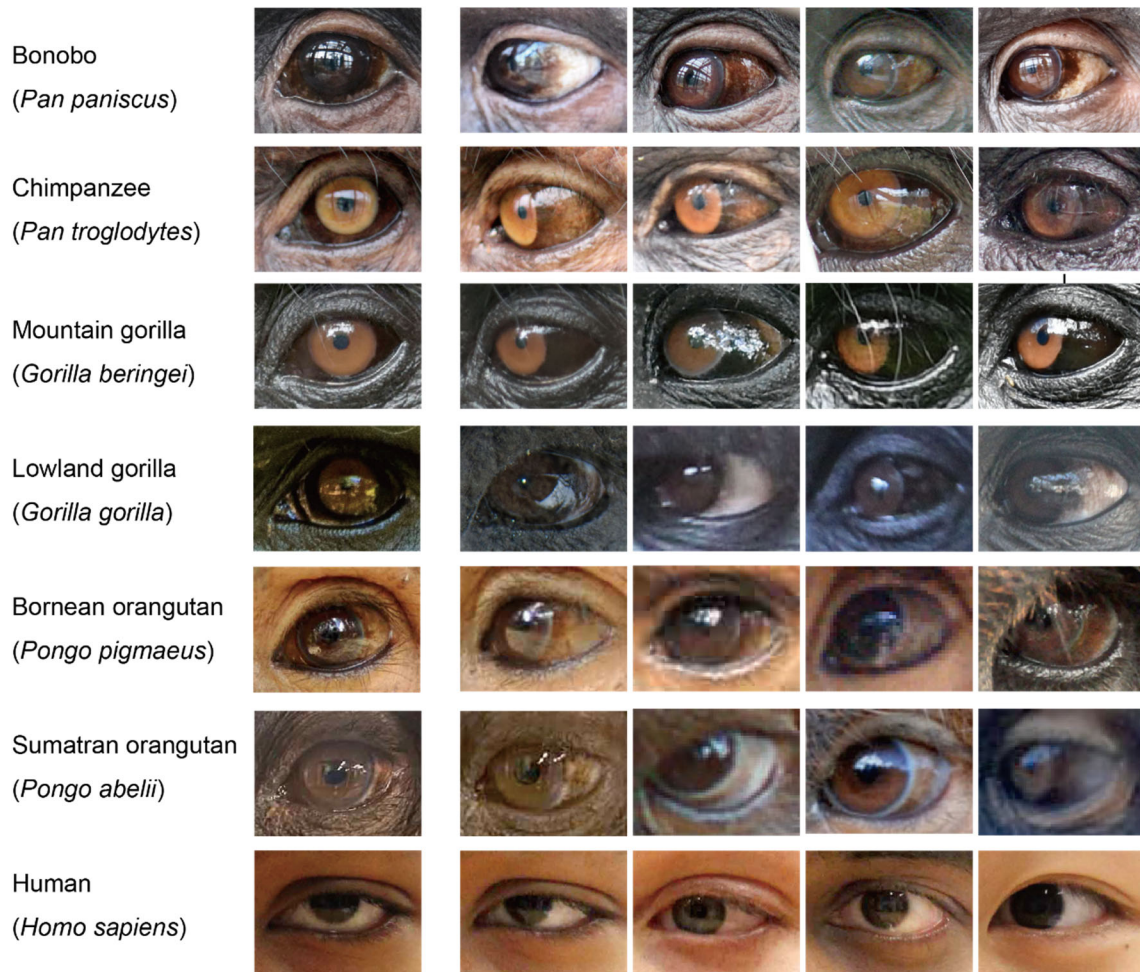 Bonobo
(Pan paniscus)
Chimpanzee
(Pan troglodytes)
Mountain gorilla
(Gorilla beringei)
Lowland gorilla
(Gorilla gorilla)
Bornean orangutan
(Pongo pigmaeus)
Sumatran orangutan
(Pongo abelii)
Human
(Homo sapiens)